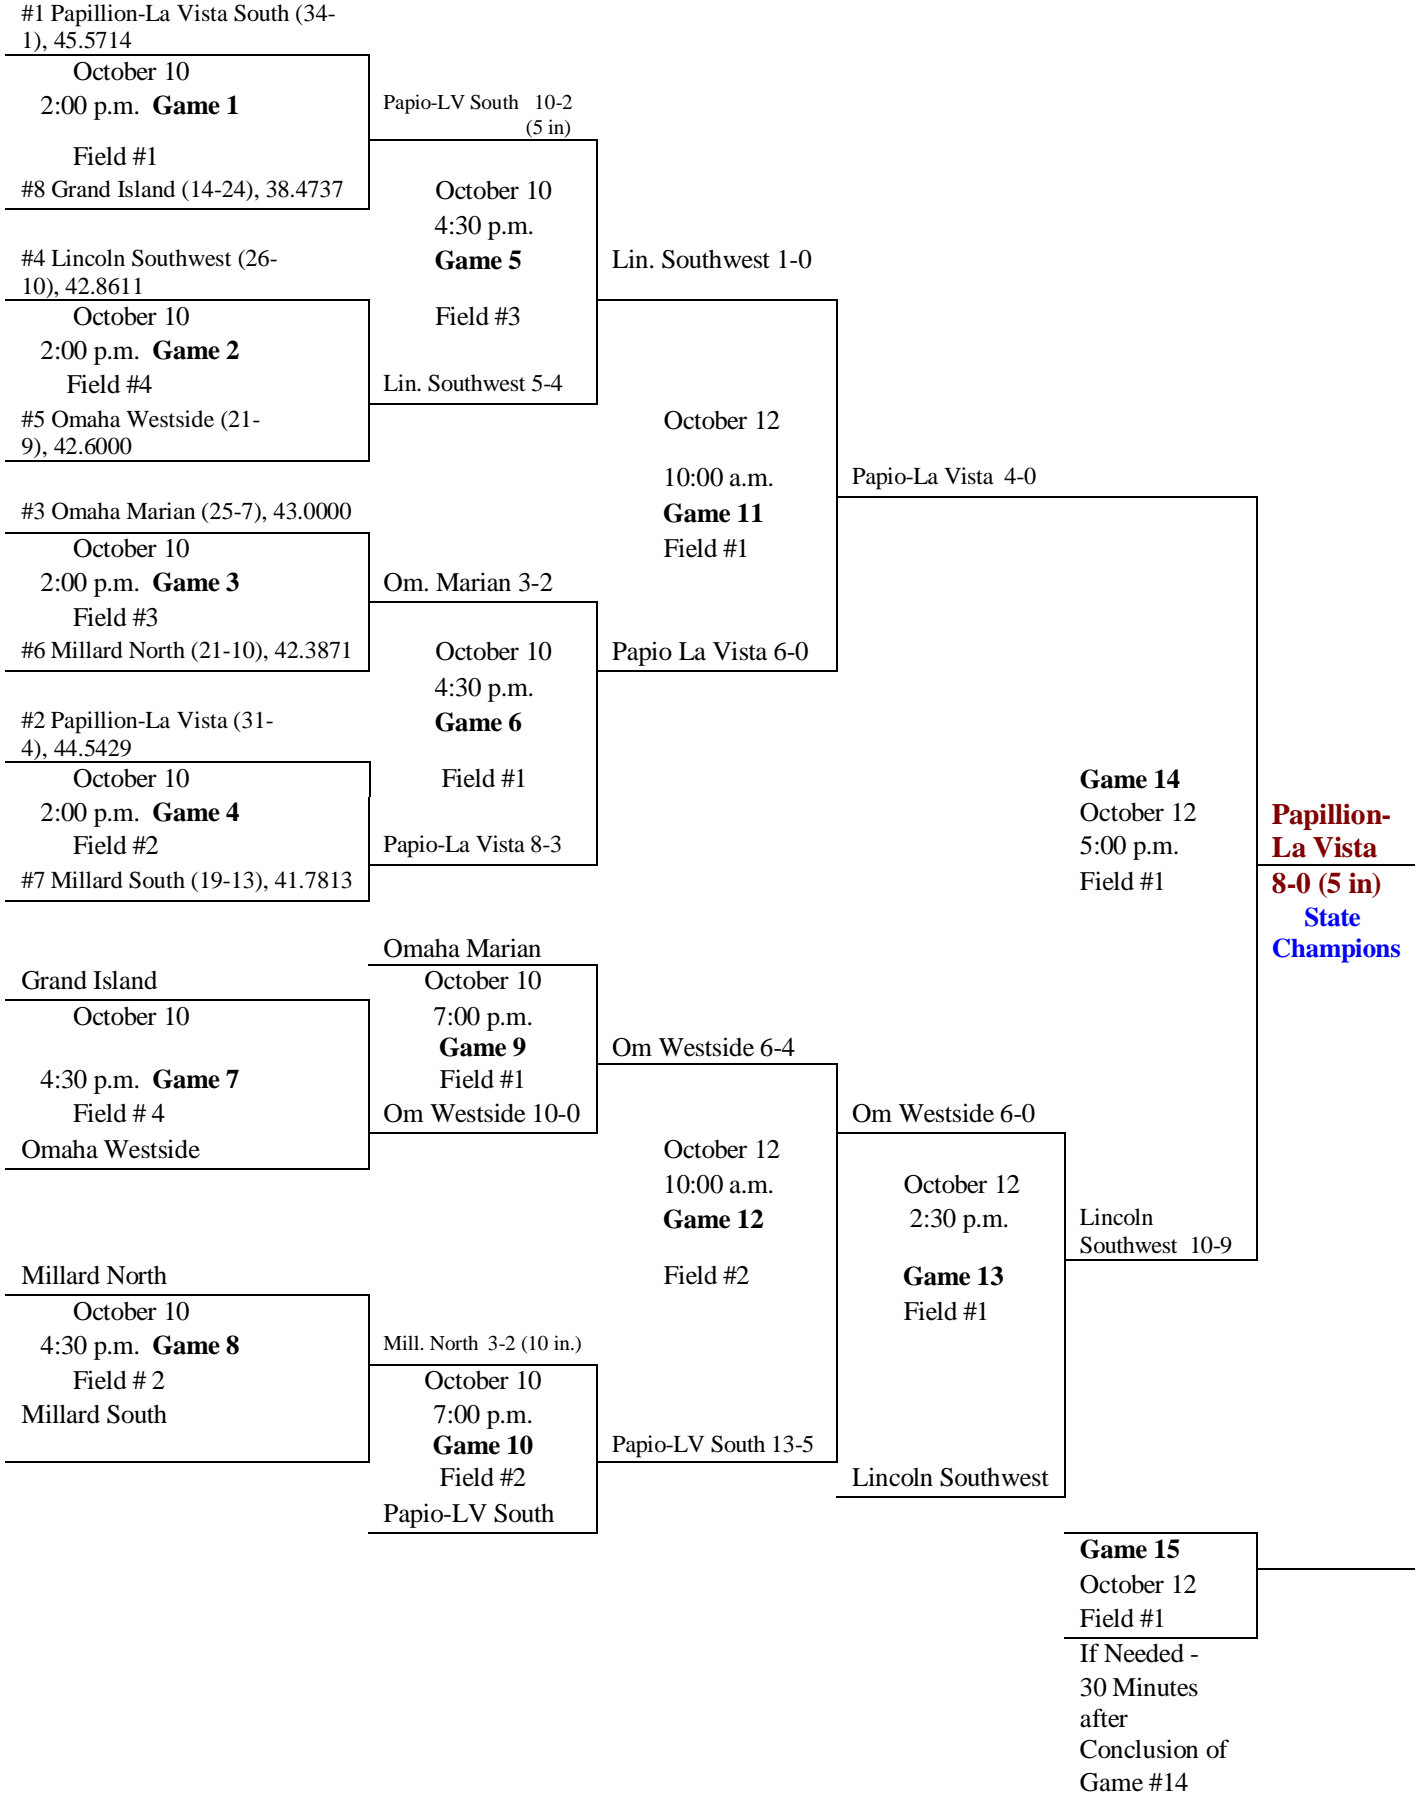 #1 Papillion-La Vista South (34-
1), 45.5714
October 10
2:00 p.m. Game 1
Field #1
#8 Grand Island (14-24), 38.4737
#4 Lincoln Southwest (26-
10), 42.8611
October 10
2:00 p.m. Game 2
Field #4
#5 Omaha Westside (21-
9), 42.6000
#3 Omaha Marian (25-7), 43.0000
October 10
2:00 p.m. Game 3
Field #3
#6 Millard North (21-10), 42.3871
#2 Papillion-La Vista (31-
4), 44.5429
October 10
2:00 p.m. Game 4
Field #2
#7 Millard South (19-13), 41.7813
Grand Island
October 10
4:30 p.m. Game 7
Field # 4
Omaha Westside
Millard North
October 10
4:30 p.m. Game 8
Field # 2
Millard South
Papio-LV South 10-2
(5 in)
October 10
4:30 p.m.
Game 5
Field #3
Lin. Southwest 5-4
Om. Marian 3-2
October 10
4:30 p.m.
Game 6
Field #1
Papio-La Vista 8-3
Omaha Marian
October 10
7:00 p.m.
Game 9
Field #1
Om Westside 10-0
Mill. North 3-2 (10 in.)
October 10
7:00 p.m.
Game 10
Field #2
Papio-LV South
Lin. Southwest 1-0
October 12
10:00 a.m.
Game 11
Field #1
Papio La Vista 6-0
Om Westside 6-4
October 12
10:00 a.m.
Game 12
Field #2
Papio-LV South 13-5
Papio-La Vista 4-0
Om Westside 6-0
October 12
2:30 p.m.
Game 13
Field #1
Lincoln Southwest
Game 14
October 12
5:00 p.m.
Field #1
Lincoln
Southwest 10-9
Game 15
October 12
Field #1
If Needed -
30 Minutes
after
Conclusion of
Game #14
Papillion-
La Vista
8-0 (5 in)
State
Champions